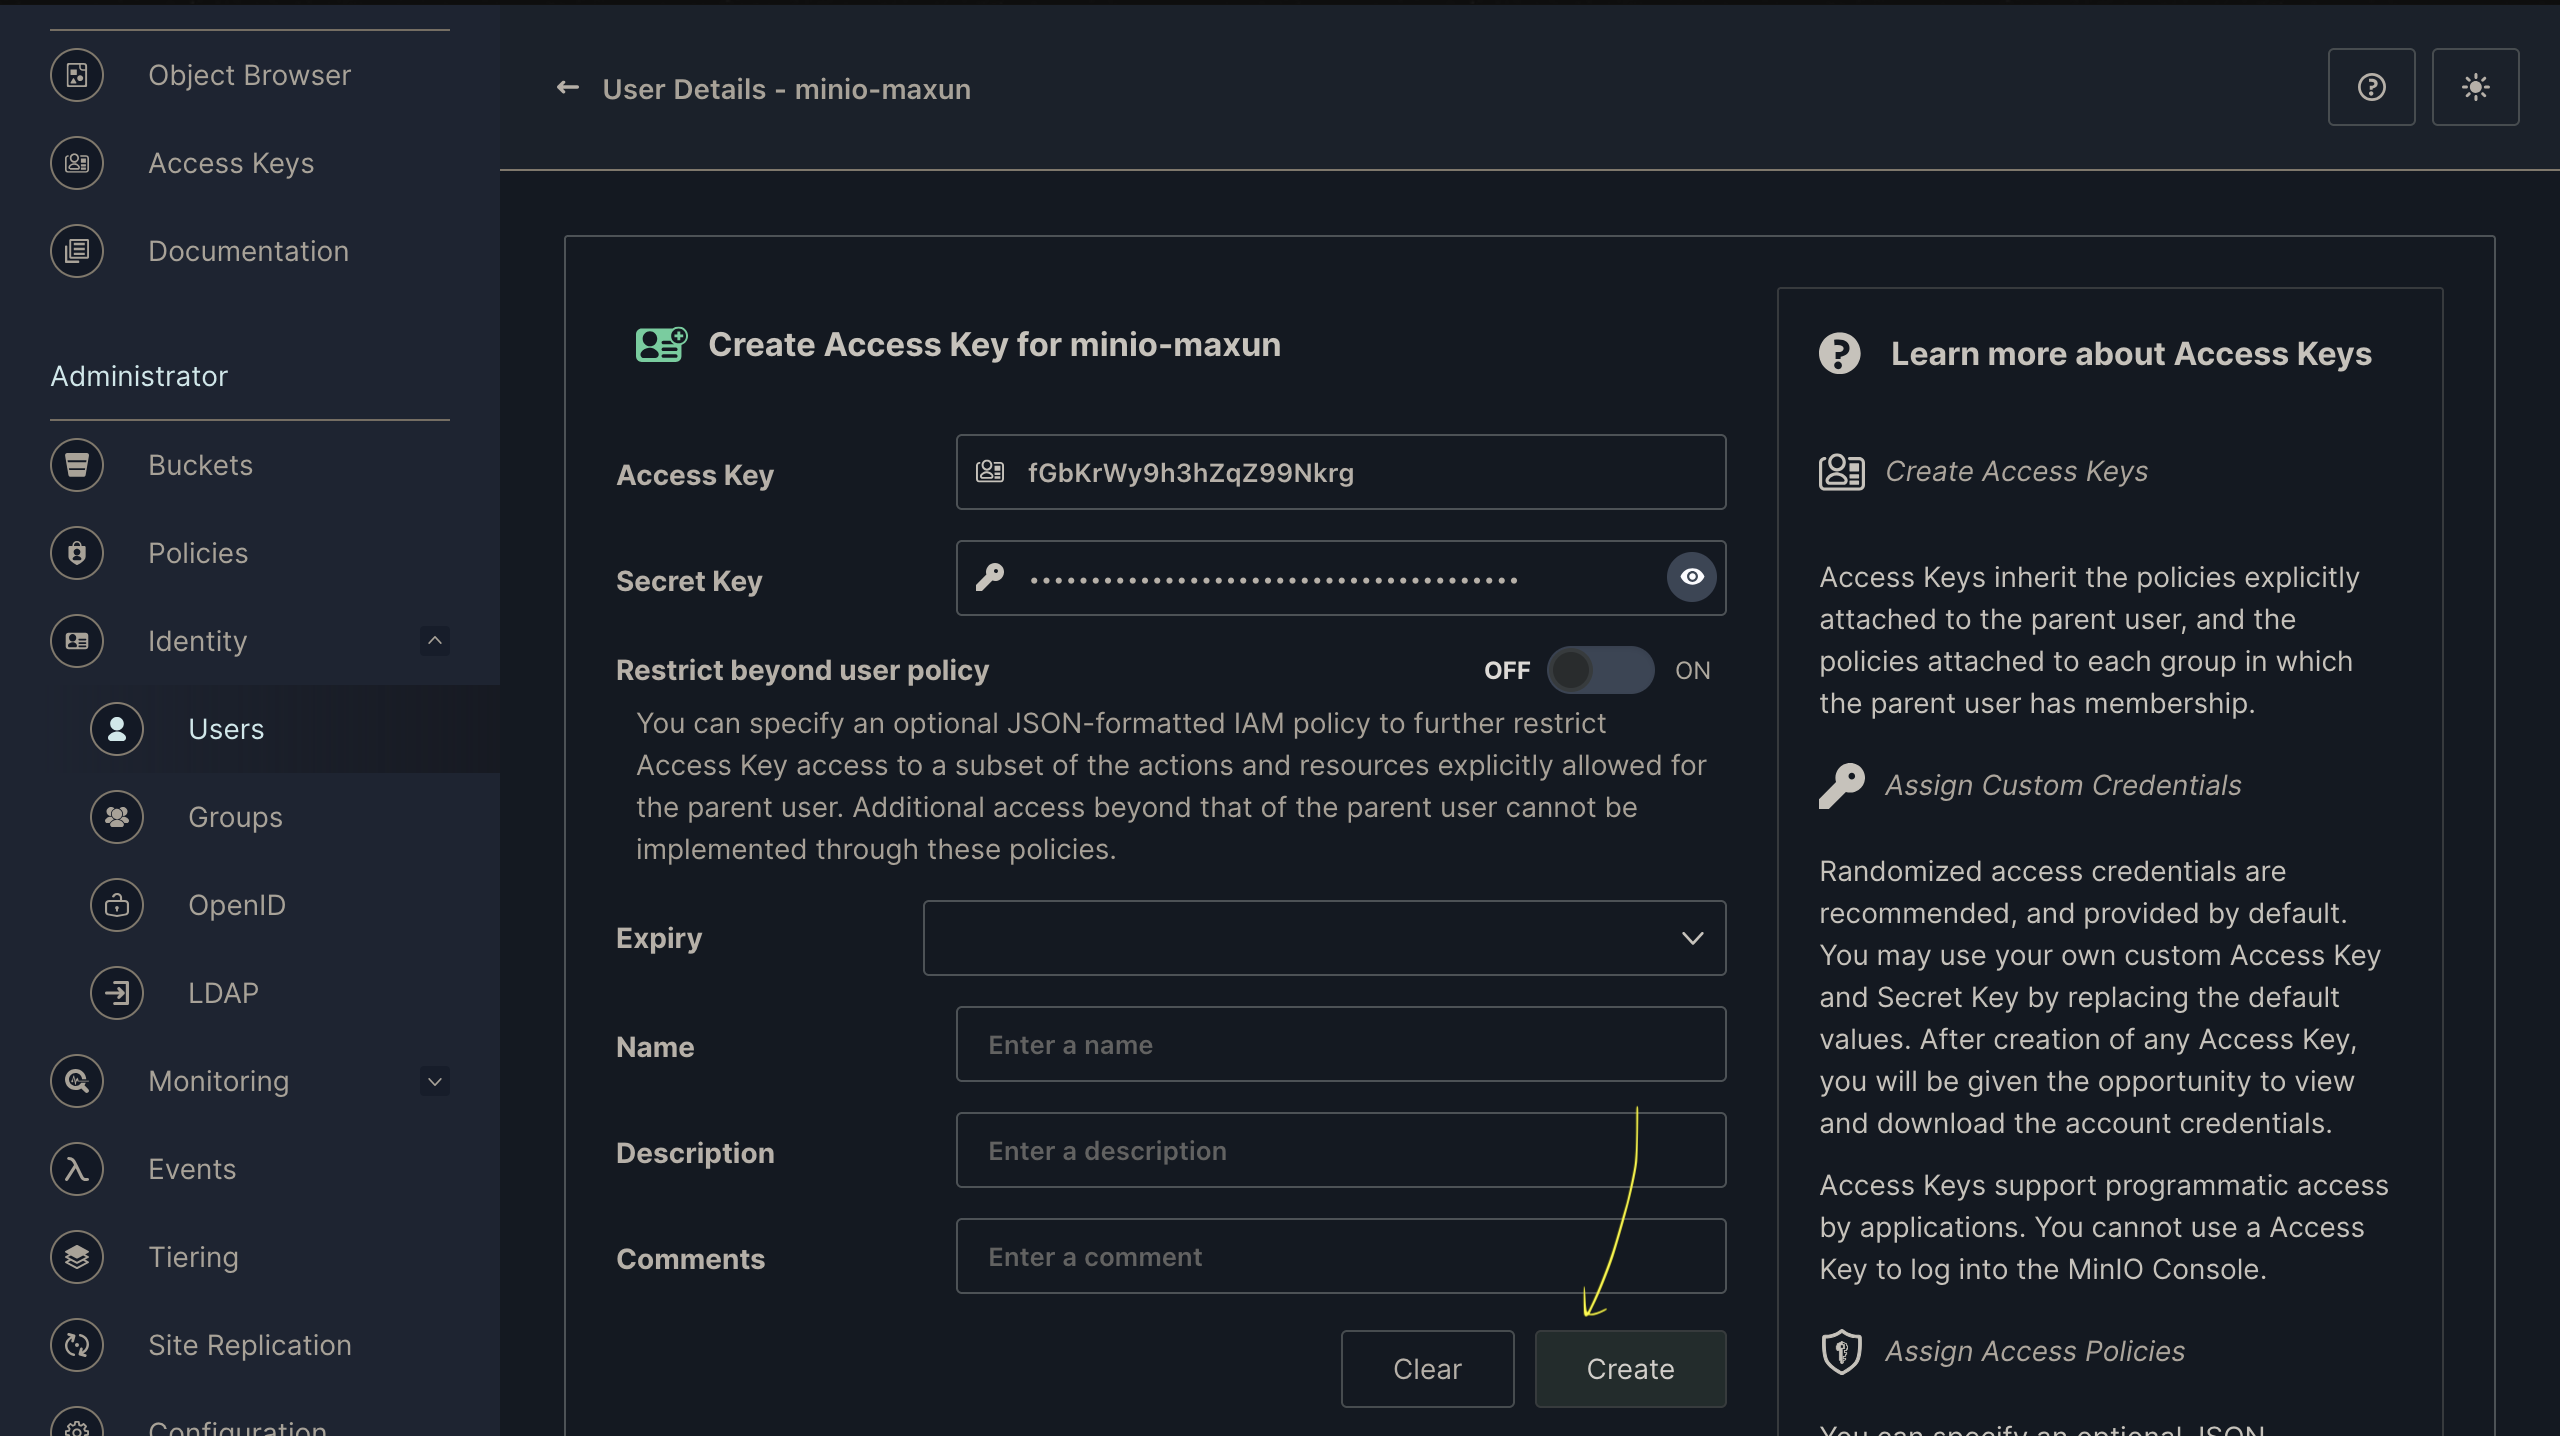 Object Browser
Access Keys
Documentation
Administrator
Buckets
Policies
Identity
Users
Groups
OpenID
LDAP
Monitoring
Events
Tiering
Site Replication
Configuration
User Details - minio-maxun
Create Access Key for minio-maxun
Access Key
fGbKrWy9h3hZqZ99Nkrg
Secret Key
••••••••••••••••••••••••••••••••••••••••
Restrict beyond user policy
OFF
ON
You can specify an optional JSON-formatted IAM policy to further restrict
Access Key access to a subset of the actions and resources explicitly allowed for
the parent user. Additional access beyond that of the parent user cannot be
implemented through these policies.
Expiry
Name
Enter a name
Description
Enter a description
Comments
Enter a comment
Clear
Create
Learn more about Access Keys
Create Access Keys
Access Keys inherit the policies explicitly
attached to the parent user, and the
policies attached to each group in which
the parent user has membership.
Assign Custom Credentials
Randomized access credentials are
recommended, and provided by default.
You may use your own custom Access Key
and Secret Key by replacing the default
values. After creation of any Access Key,
you will be given the opportunity to view
and download the account credentials.
Access Keys support programmatic access
by applications. You cannot use a Access
Key to log into the MinIO Console.
Assign Access Policies
You can specify an optional JSON